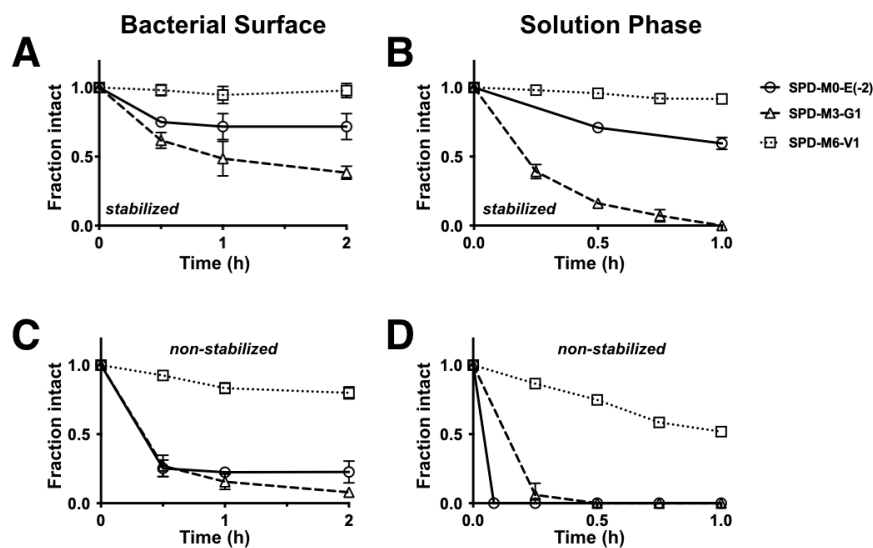 Bacterial Surface
Solution Phase
A
Fraction intact
1.0
0.5
0.0
stabilized
0
1
2
Time (h)
B
Fraction intact
1.0
0.5
0.0
stabilized
0.0
0.5
1.0
Time (h)
SPD-M0-E(-2)
SPD-M3-G1
SPD-M6-V1
C
Fraction intact
non-stabilized
1.0
0.5
0.0
0
1
2
Time (h)
D
Fraction intact
non-stabilized
1.0
0.5
0.0
0.0
0.5
1.0
Time (h)